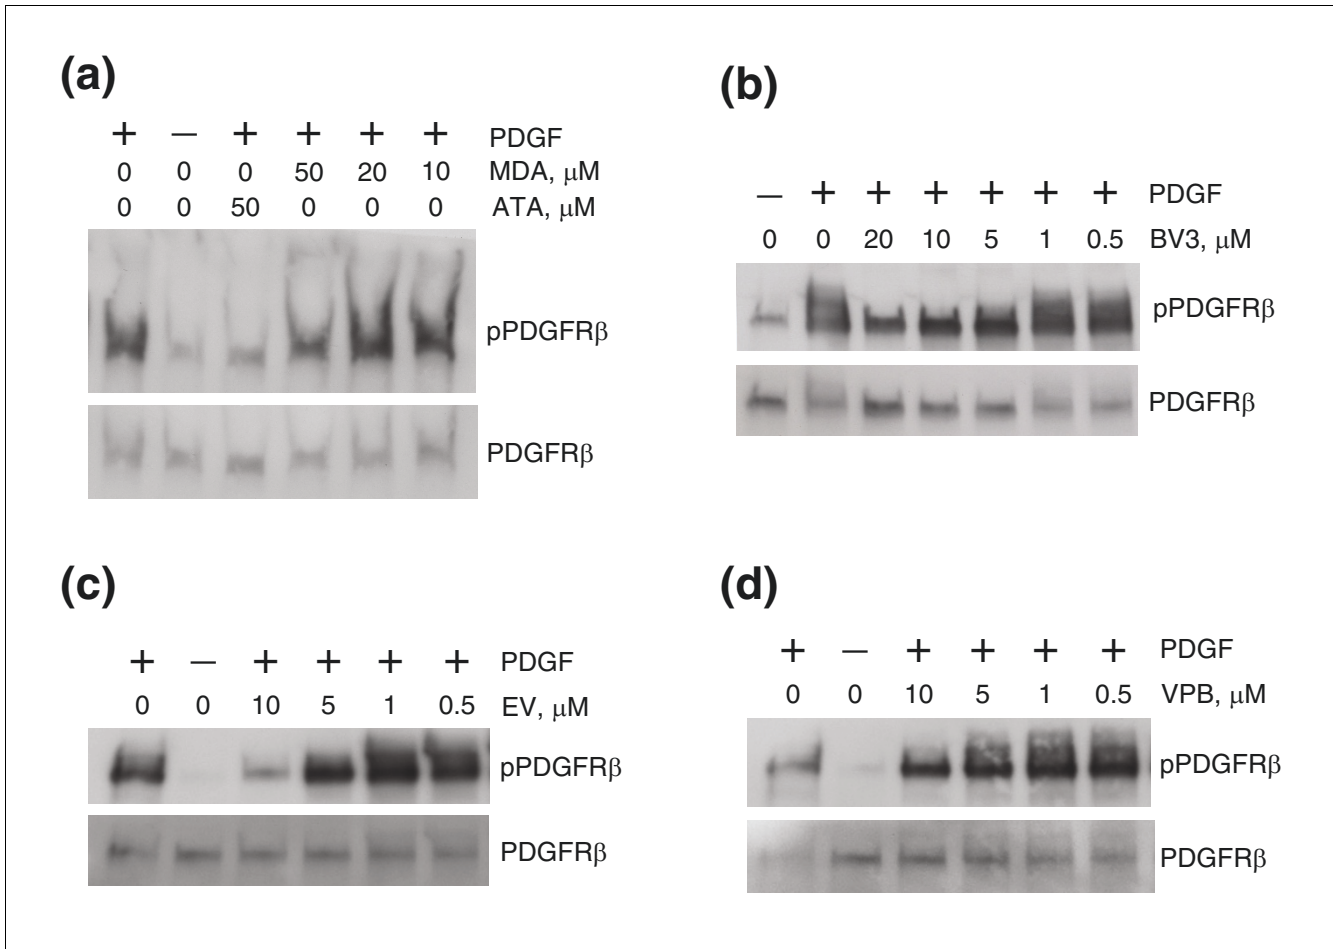 (a)
+ – + + + + PDGF
0 0 0 50 20 10 MDA, μM
0 0 50 0 0 0 ATA, μM
pPDGFRβ
PDGFRβ
(b)
– + + + + + + PDGF
0 0 20 10 5 1 0.5 BV3, μM
pPDGFRβ
PDGFRβ
(c)
+ – + + + + PDGF
0 0 10 5 1 0.5 EV, μM
pPDGFRβ
PDGFRβ
(d)
+ – + + + + PDGF
0 0 10 5 1 0.5 VPB, μM
pPDGFRβ
PDGFRβ